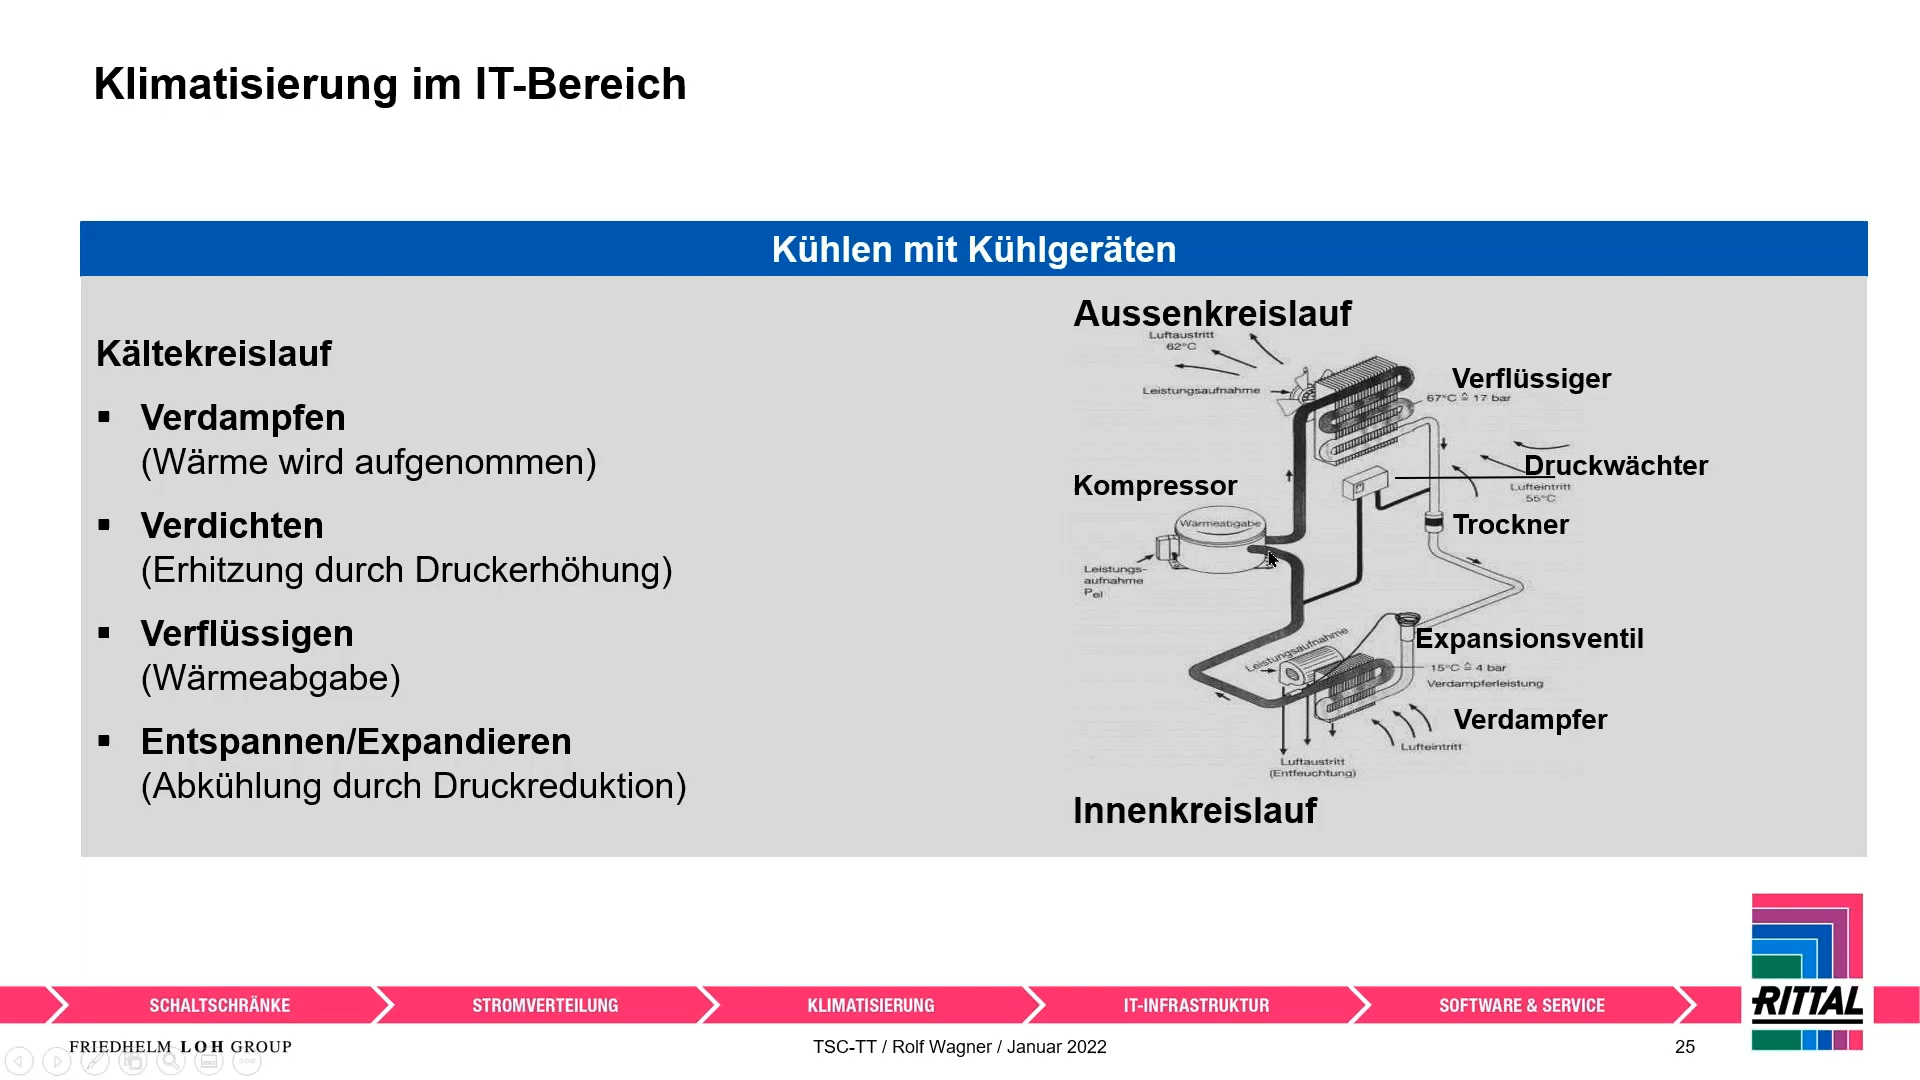 Klimatisierung im IT-Bereich
Kühlen mit Kühlgeräten
Kältekreislauf
▪ Verdampfen
(Wärme wird aufgenommen)
▪ Verdichten
(Erhitzung durch Druckerhöhung)
▪ Verflüssigen
(Wärmeabgabe)
▪ Entspannen/Expandieren
(Abkühlung durch Druckreduktion)
Aussenkreislauf
Luftaustritt
62°C
Leistungsaufnahme
Verflüssiger
67°C ≙ 17 bar
Druckwächter
Lufteintritt
55°C
Kompressor
Wärmeabgabe
Trockner
Leistungs-
aufnahme
Pel
Expansionsventil
Leistungsaufnahme
15°C ≙ 4 bar
Verdampferleistung
Verdampfer
Lufteintritt
Luftaustritt
(Entfeuchtung)
Innenkreislauf
SCHALTSCHRÄNKE
STROMVERTEILUNG
KLIMATISIERUNG
IT-INFRASTRUKTUR
SOFTWARE & SERVICE
RITTAL
FRIEDHELM LOH GROUP
TSC-TT / Rolf Wagner / Januar 2022
25